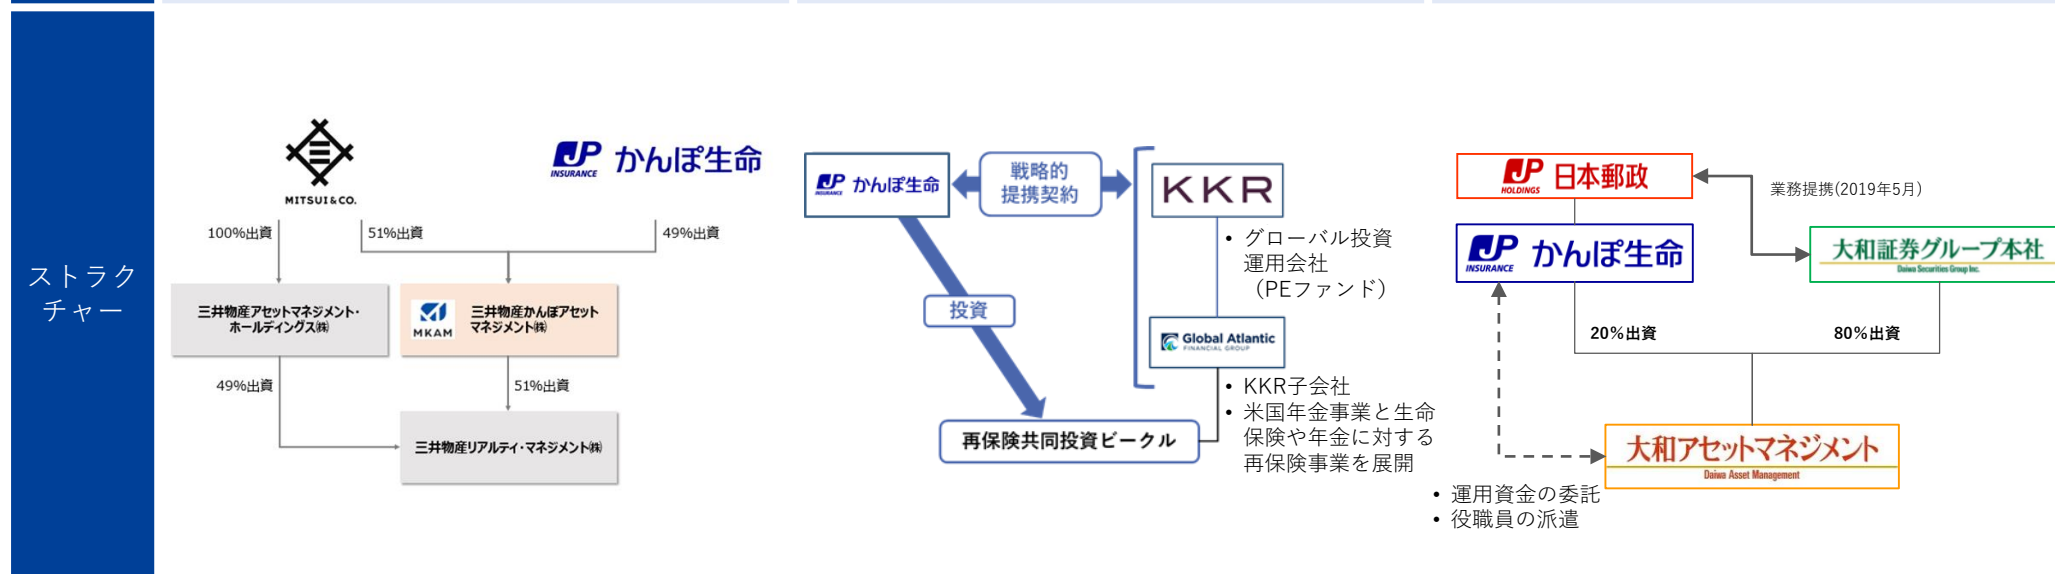 ストラク
チャー
MITSUI & CO.
JP
INSURANCE
かんぽ生命
100%出資
51%出資
49%出資
三井物産アセットマネジメント・
ホールディングス㈱
MKAM
三井物産かんぽアセット
マネジメント㈱
49%出資
51%出資
三井物産リアルティ・マネジメント㈱
JP
INSURANCE
かんぽ生命
戦略的
提携契約
KKR
• グローバル投資
運用会社
（PEファンド）
投資
Global Atlantic
FINANCIAL GROUP
• KKR子会社
• 米国年金事業と生命
保険や年金に対する
再保険事業を展開
再保険共同投資ビークル
JP
HOLDINGS
日本郵政
業務提携(2019年5月)
JP
INSURANCE
かんぽ生命
大和証券グループ本社
Daiwa Securities Group Inc.
20%出資
80%出資
大和アセットマネジメント
Daiwa Asset Management
• 運用資金の委託
• 役職員の派遣